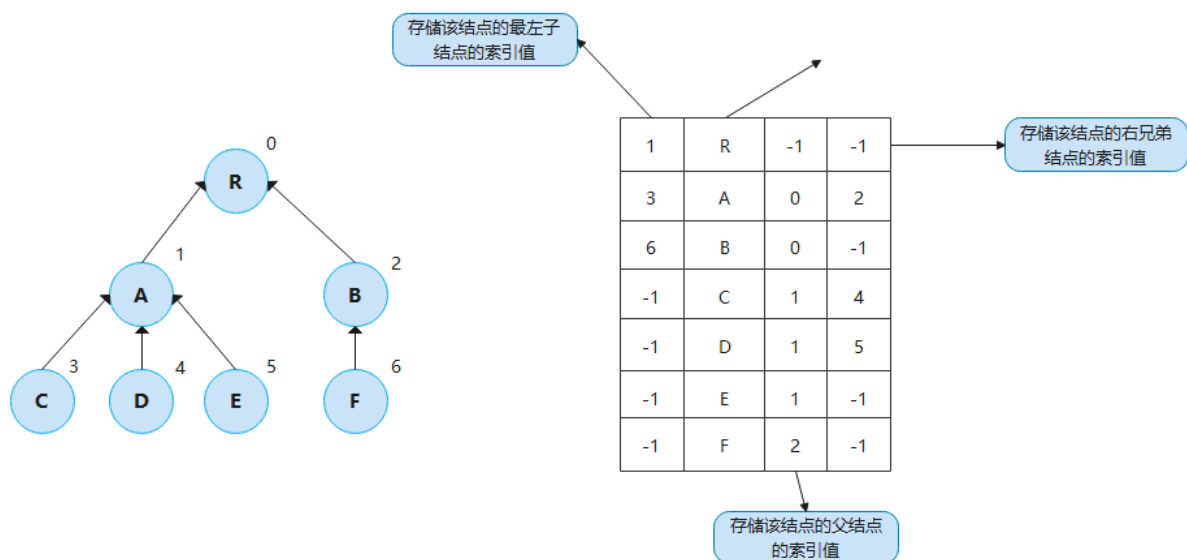 存储该结点的最左子
结点的索引值
0
R
1
2
A
B
3
4
5
6
C
D
E
F
1 R -1 -1
3 A 0 2
6 B 0 -1
-1 C 1 4
-1 D 1 5
-1 E 1 -1
-1 F 2 -1
存储该结点的右兄弟
结点的索引值
存储该结点的父结点
的索引值